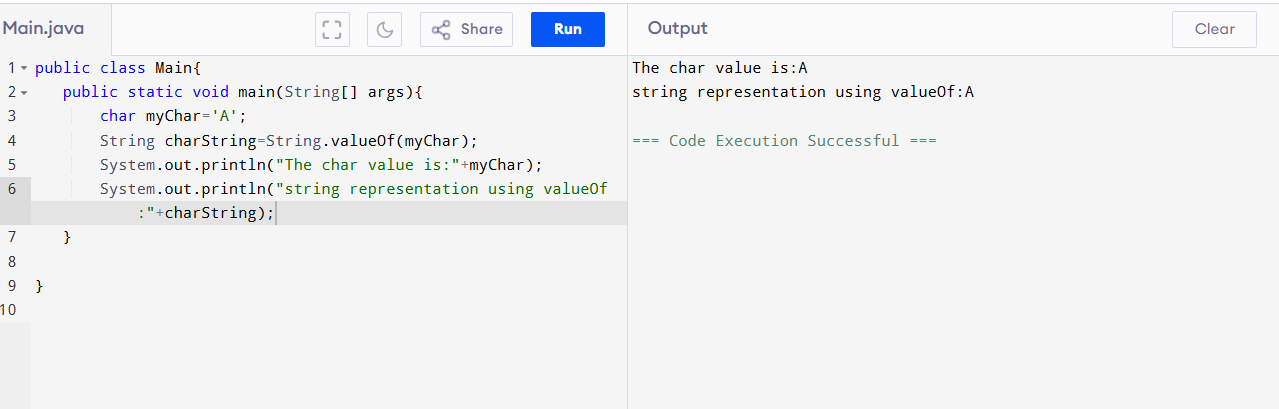 Main.java Share Run Output Clear
1 public class Main{
2 public static void main(String[] args){
3 char myChar='A';
4 String charString=String.valueOf(myChar);
5 System.out.println("The char value is:"+myChar);
6 System.out.println("string representation using valueOf
:"+charString);
7 }
8
9 }
10
The char value is:A
string representation using valueOf:A
=== Code Execution Successful ===